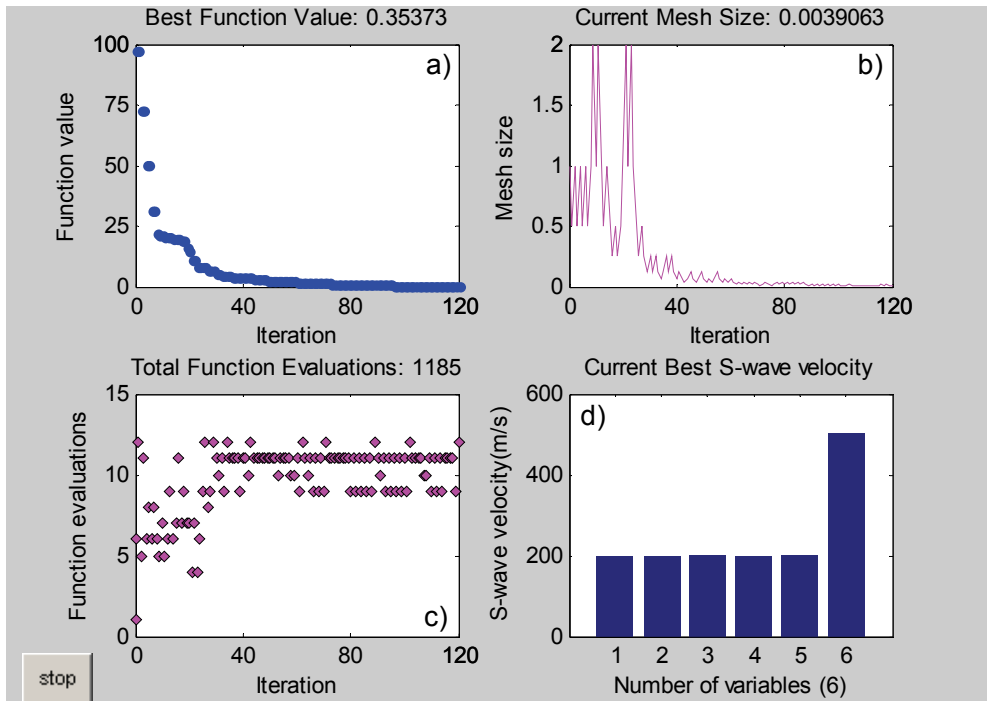 Best Function Value: 0.35373
a)
100
75
50
25
0
Function value
0
40
80
120
Iteration
Current Mesh Size: 0.0039063
b)
2
1.5
1
0.5
0
Mesh size
0
40
80
120
Iteration
Total Function Evaluations: 1185
c)
15
10
5
0
Function evaluations
0
40
80
120
Iteration
Current Best S-wave velocity
d)
600
400
200
0
S-wave velocity(m/s)
1
2
3
4
5
6
Number of variables (6)
stop